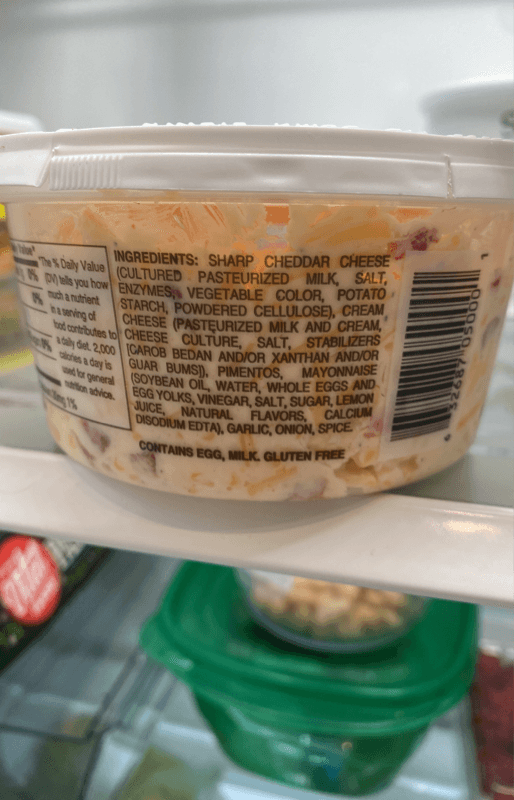 Value*
*The % Daily Value
(DV) tells you how
much a nutrient
in a serving of
food contributes to
a daily diet. 2,000
calories a day is
used for general
nutrition advice.
1%
INGREDIENTS: SHARP CHEDDAR CHEESE
(CULTURED PASTEURIZED MILK, SALT,
ENZYMES, VEGETABLE COLOR, POTATO
STARCH, POWDERED CELLULOSE), CREAM
CHEESE (PASTEURIZED MILK AND CREAM,
CHEESE CULTURE, SALT, STABILIZERS
[CAROB BEDAN AND/OR XANTHAN AND/OR
GUAR BUMS]), PIMENTOS, MAYONNAISE
(SOYBEAN OIL, WATER, WHOLE EGGS AND
EGG YOLKS, VINEGAR, SALT, SUGAR, LEMON
JUICE, NATURAL FLAVORS, CALCIUM
DISODIUM EDTA), GARLIC, ONION, SPICE.
CONTAINS EGG, MILK. GLUTEN FREE
05000 1